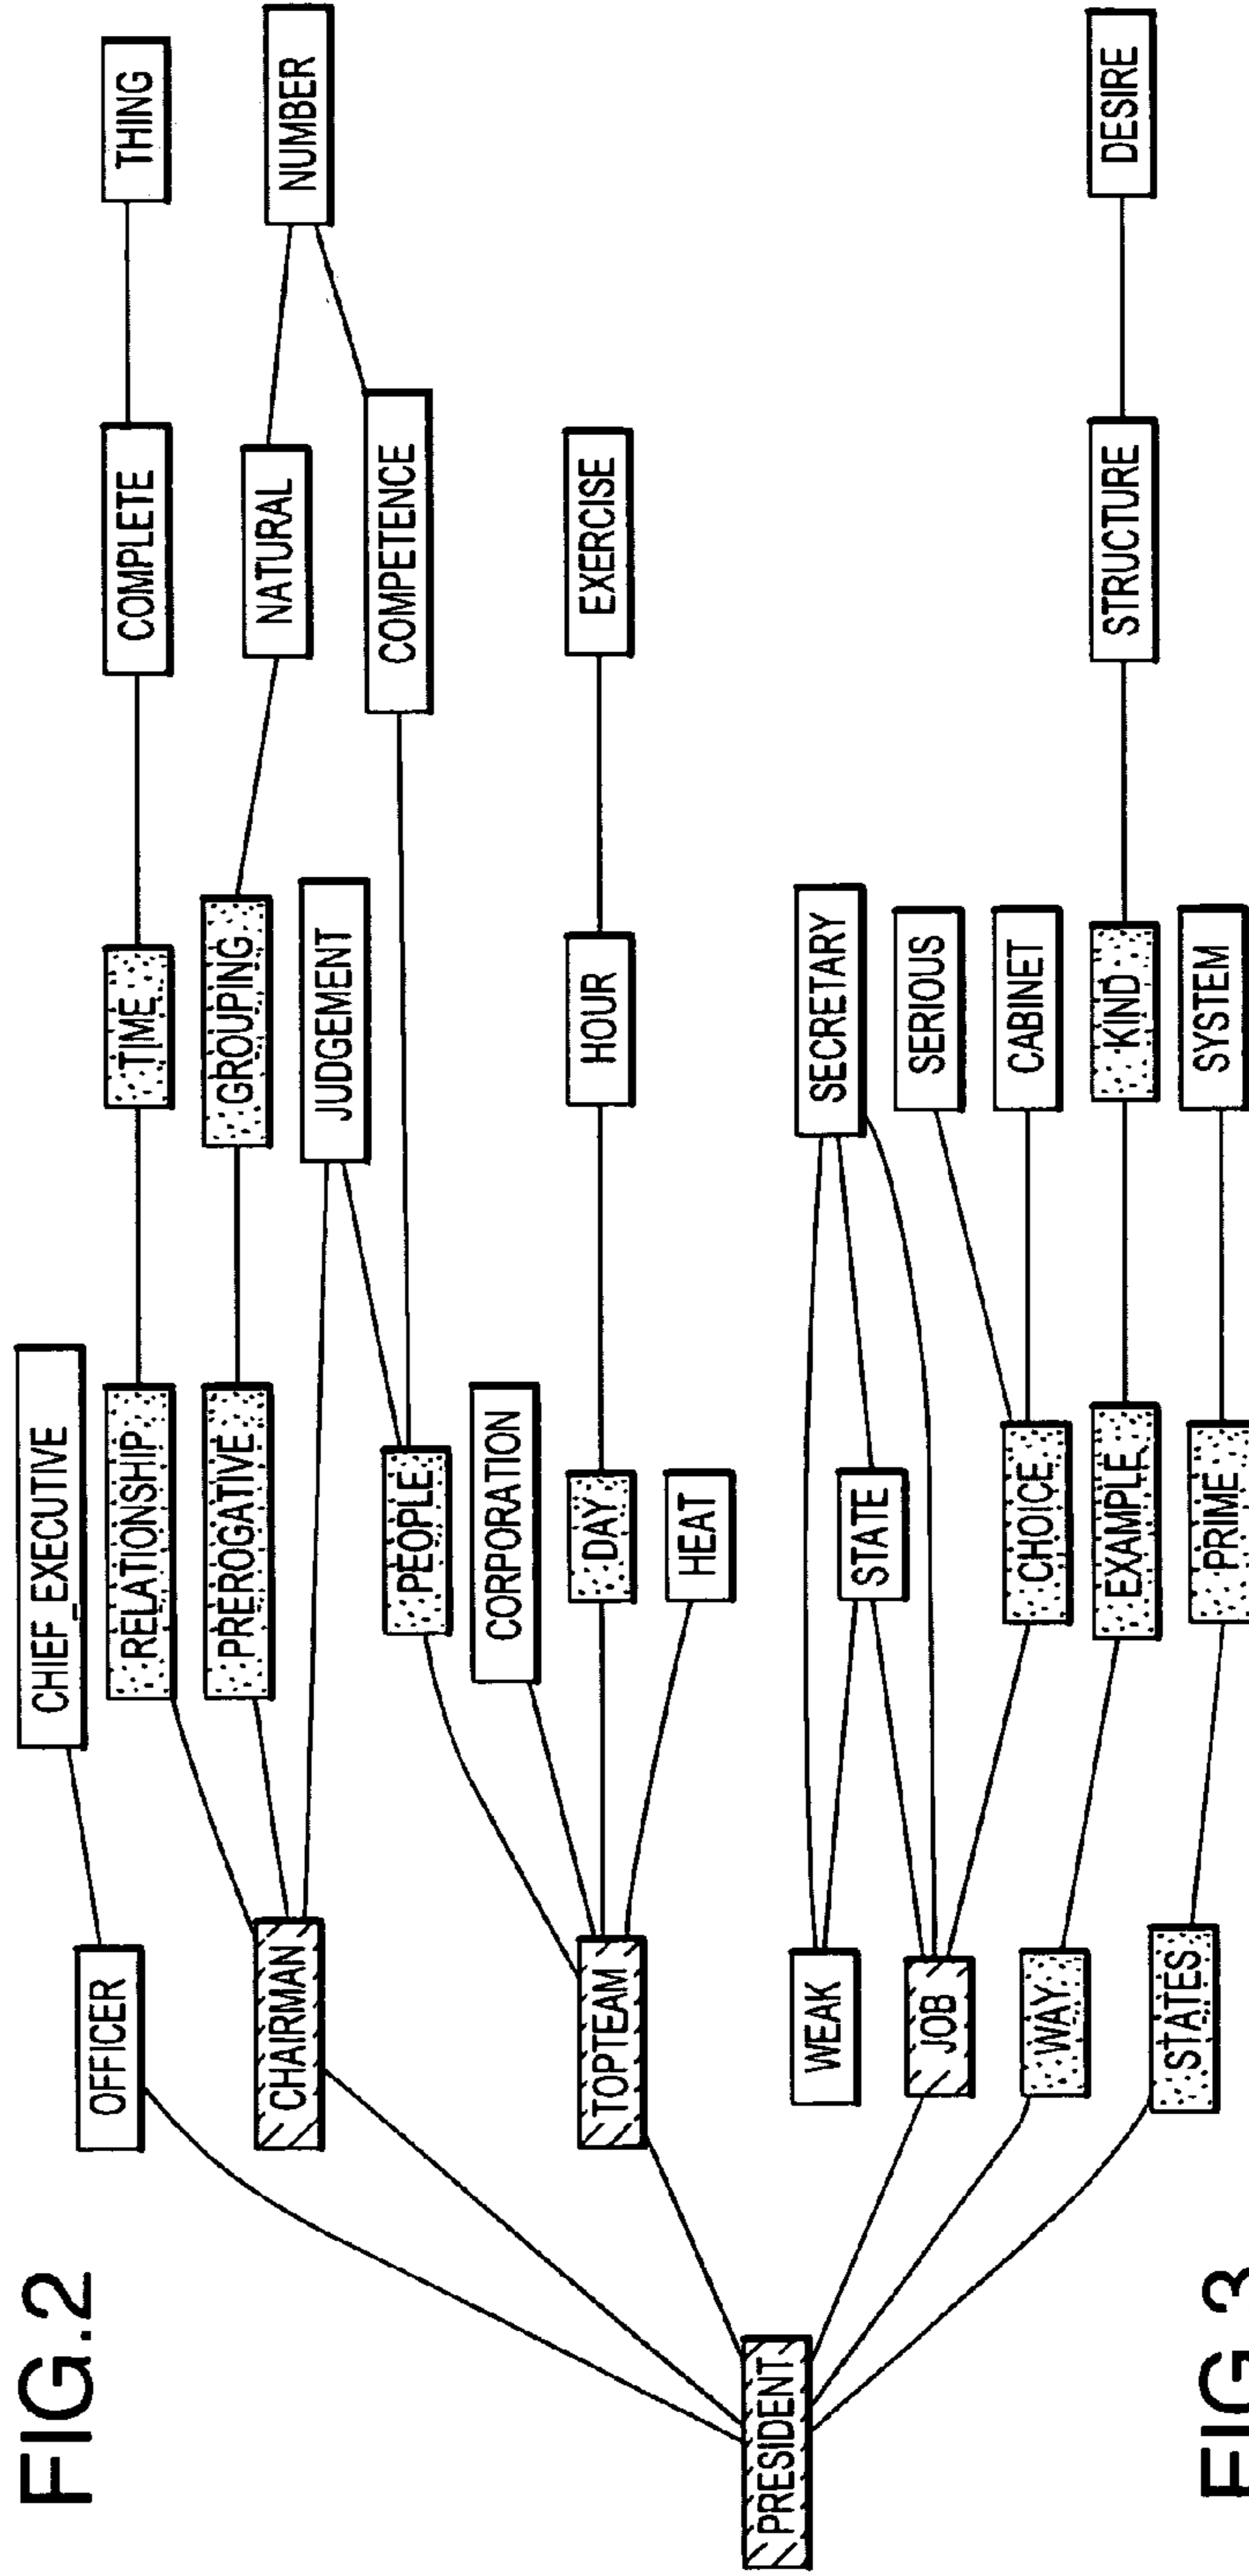 FIG.2
CHIEF_EXECUTIVE
OFFICER
RELATIONSHIP
TIME
COMPLETE
THING
PREROGATIVE
GROUPING
NATURAL
NUMBER
CHAIRMAN
JUDGEMENT
PEOPLE
COMPETENCE
CORPORATION
TOPTEAM
DAY
HOUR
EXERCISE
HEAT
PRESIDENT
WEAK
SECRETARY
STATE
JOB
SERIOUS
CHOICE
CABINET
WAY
EXAMPLE
KIND
STRUCTURE
DESIRE
STATES
PRIME
SYSTEM
FIG.3